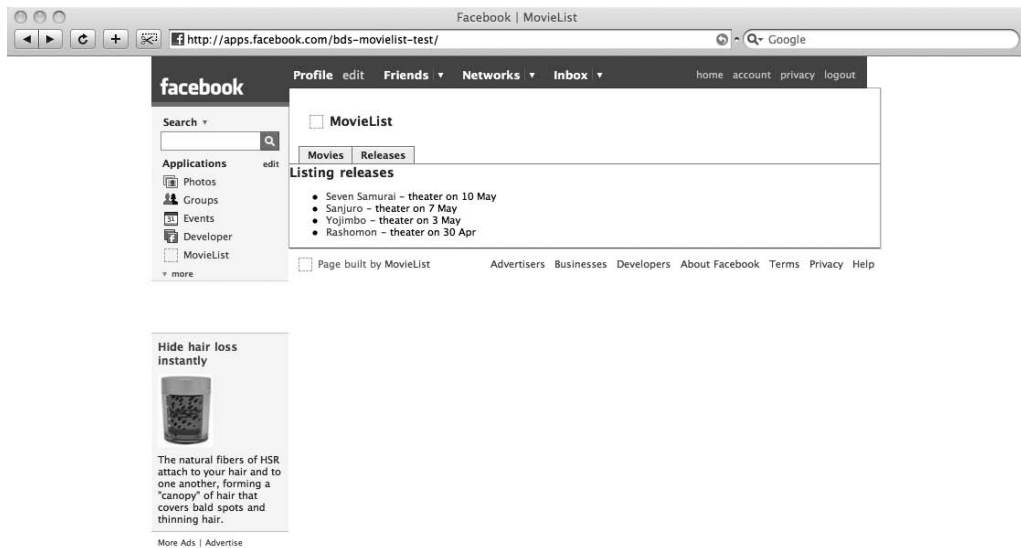 Facebook | MovieList
http://apps.facebook.com/bds-movielist-test/
Google
facebook
Profile edit Friends Networks Inbox home account privacy logout
Search
Applications edit
Photos
Groups
31 Events
Developer
MovieList
more
MovieList
Movies Releases
Listing releases
Seven Samurai – theater on 10 May
Sanjuro – theater on 7 May
Yojimbo – theater on 3 May
Rashomon – theater on 30 Apr
Page built by MovieList Advertisers Businesses Developers About Facebook Terms Privacy Help
Hide hair loss
instantly
The natural fibers of HSR
attach to your hair and to
one another, forming a
"canopy" of hair that
covers bald spots and
thinning hair.
More Ads | Advertise